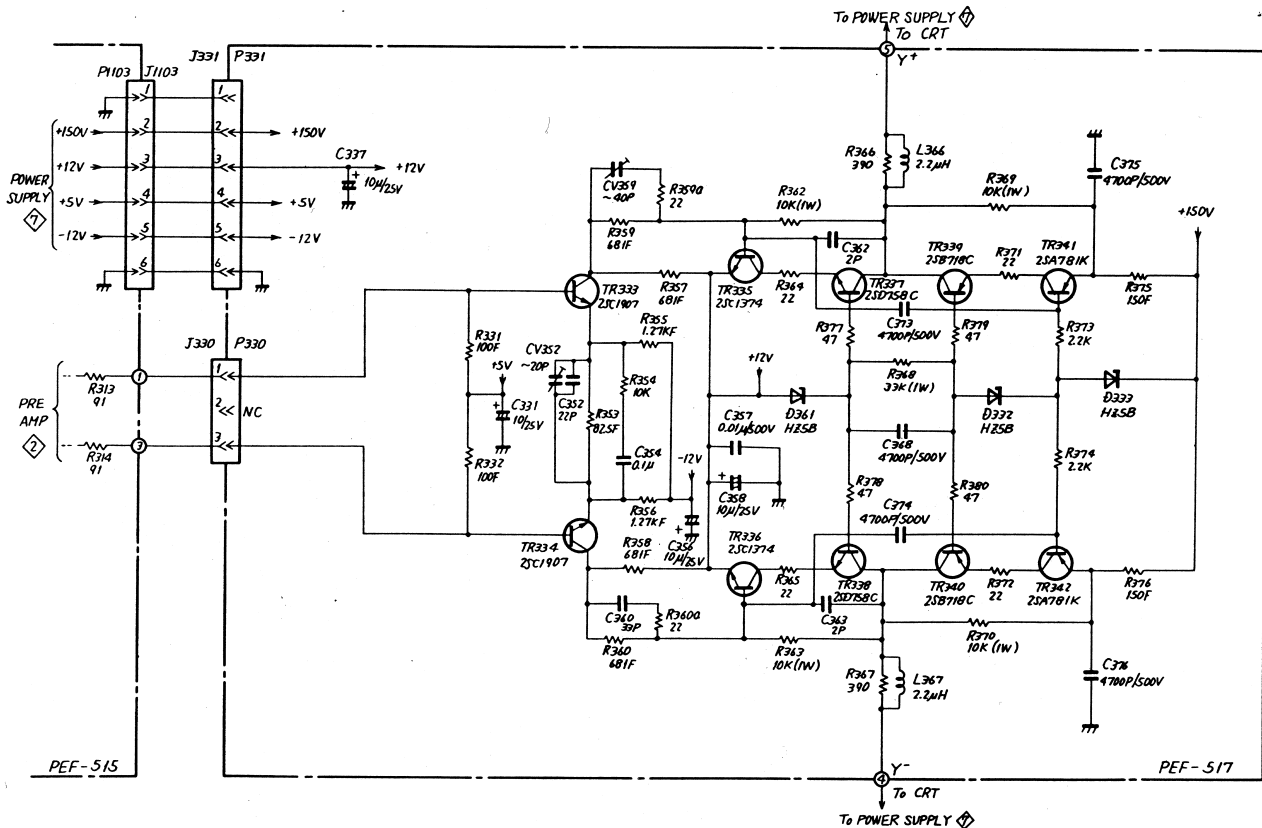 To POWER SUPPLY 7
To CRT
5
Y+
J331 P331
P1103 J1103
1 1
+150V 2 2 +150V
+12V 3 3 +12V
+5V 4 4 +5V
-12V 5 5 -12V
6 6
POWER
SUPPLY
7
C337
10μ/25V
+12V
CV359
~40P
R359a
22
R359
681F
R362
10K(1W)
C362
2P
R366
390
L366
2.2μH
R369
10K(1W)
C375
4700P/500V
+150V
TR333
2SC1907
R357
681F
TR335
2SC1374
R364
22
TR337
2SD758C
TR339
2SB718C
R371
22
TR341
2SA781K
R375
150F
J330 P330
1
2 NC
3
R313
91
1
PRE
AMP
2
R314
91
3
R331
100F
+5V
C331
10/25V
R332
100F
CV352
~20P
C352
22P
R353
825F
R355
1.27KF
R354
10K
C354
0.1μ
R356
1.27KF
-12V
C356
10μ/25V
+12V
C357
0.01μ/500V
C358
10μ/25V
D361
HZ5B
R377
47
C373
4700P/500V
R379
47
R368
33K(1W)
R373
2.2K
D332
HZ5B
D333
HZ5B
C368
4700P/500V
R374
2.2K
R378
47
R380
47
C374
4700P/500V
TR334
2SC1907
R358
681F
TR336
2SC1374
R365
22
TR338
2SD758C
TR340
2SB718C
R372
22
TR342
2SA781K
R376
150F
C360
33P
R360a
22
R360
681F
C363
2P
R363
10K(1W)
R370
10K(1W)
R367
390
L367
2.2μH
C376
4700P/500V
PEF-515
PEF-517
Y-
4
To CRT
To POWER SUPPLY 7